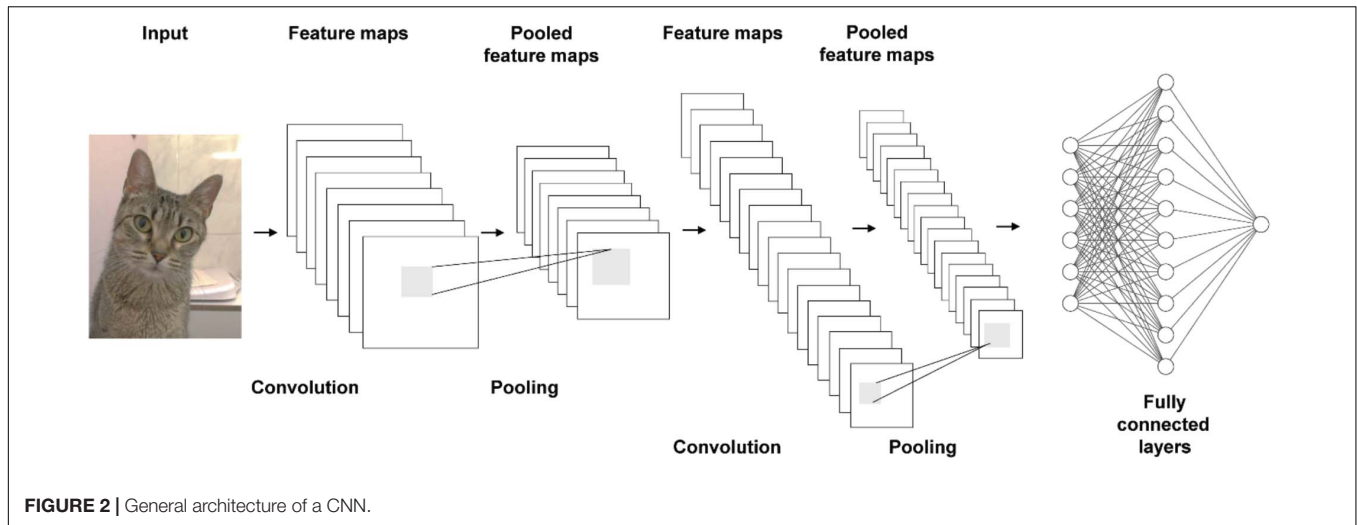 Input
Feature maps
Pooled
feature maps
Feature maps
Pooled
feature maps
Convolution
Pooling
Convolution
Pooling
Fully
connected
layers
FIGURE 2 | General architecture of a CNN.